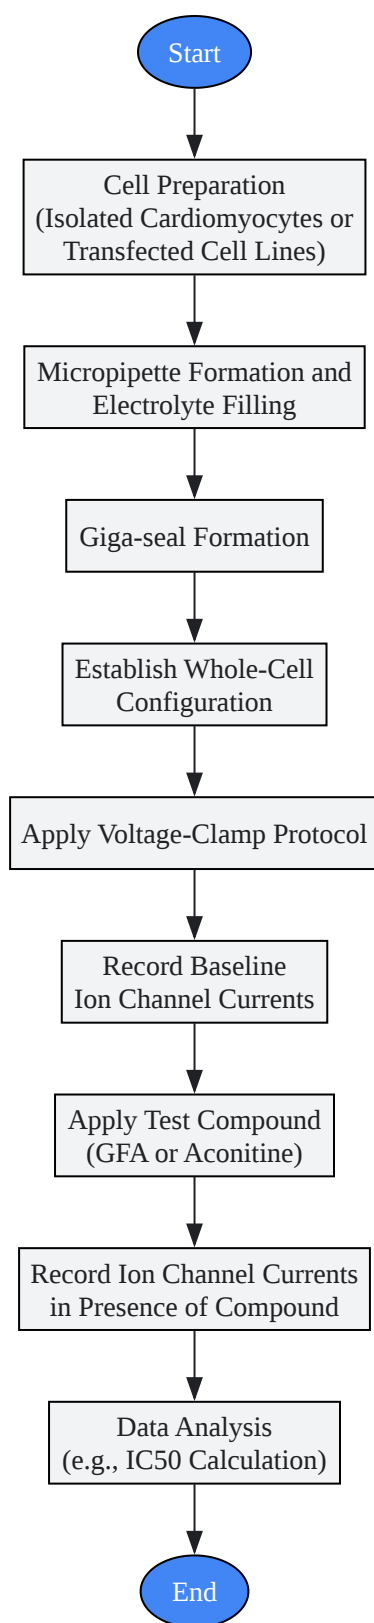 Start
Cell Preparation
(Isolated Cardiomyocytes or
Transfected Cell Lines)
Micropipette Formation and
Electrolyte Filling
Giga-seal Formation
Establish Whole-Cell
Configuration
Apply Voltage-Clamp Protocol
Record Baseline
Ion Channel Currents
Apply Test Compound
(GFA or Aconitine)
Record Ion Channel Currents
in Presence of Compound
Data Analysis
(e.g., IC50 Calculation)
End